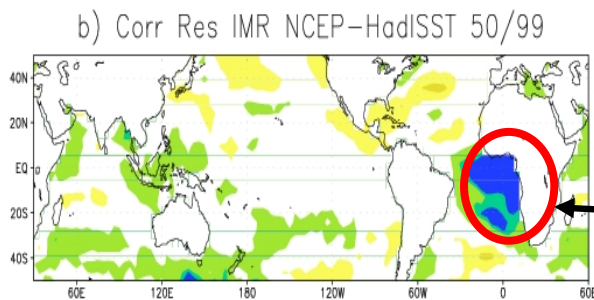 b) Corr Res IMR NCEP-HadISST 50/99
40N
20N
EQ
20S
40S
60E 120E 180 120W 60W 0 60E